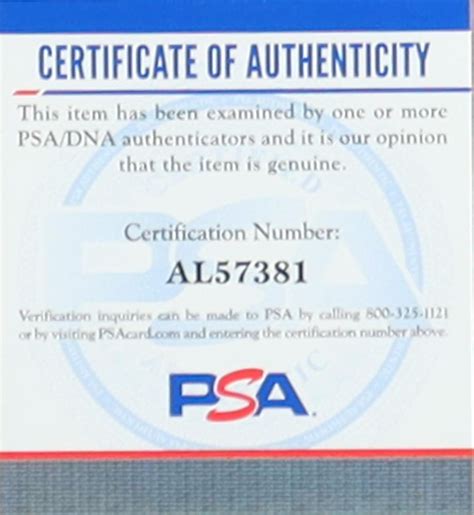 CERTIFICATE OF AUTHENTICITY
This item has been examined by one or more
PSA/DNA authenticators and it is our opinion
that the item is genuine.
Certification Number:
AL57381
Verification inquiries can be made to PSA by calling 800-325-1121
or by visiting PSAcard.com and entering the certification number above.
PSA